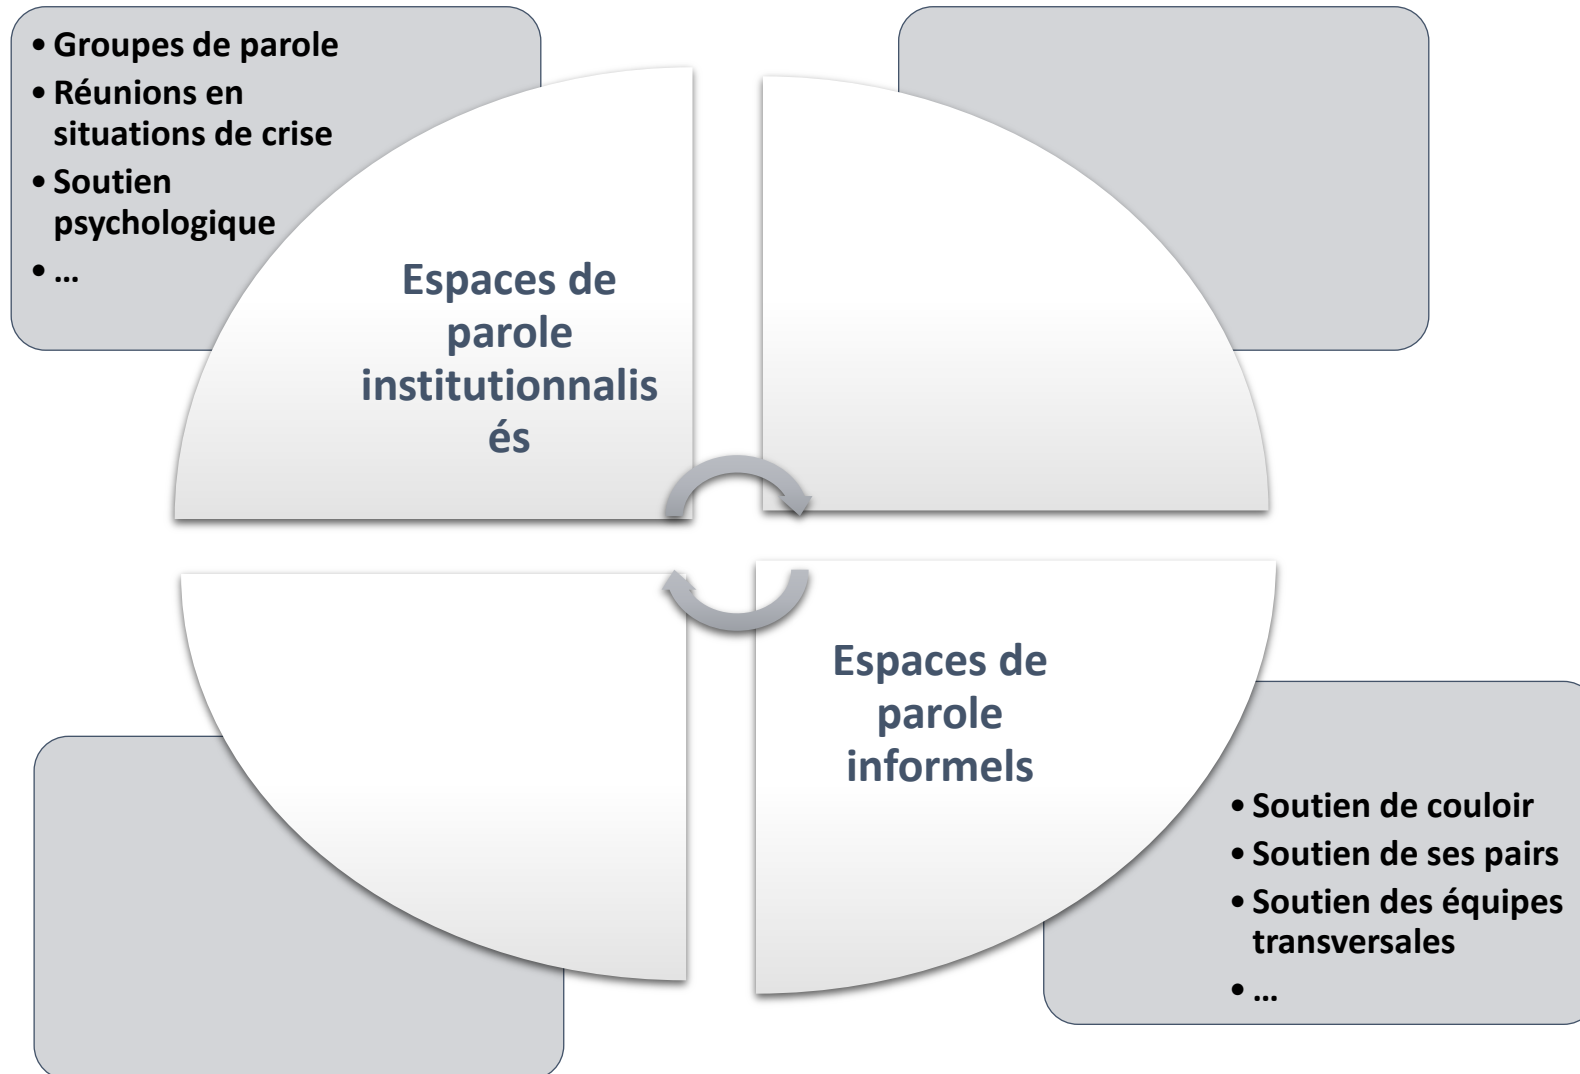 • Groupes de parole
• Réunions en
situations de crise
• Soutien
psychologique
• ...
Espaces de
parole
institutionnalis
és
Espaces de
parole
informels
• Soutien de couloir
• Soutien de ses pairs
• Soutien des équipes
transversales
• ...